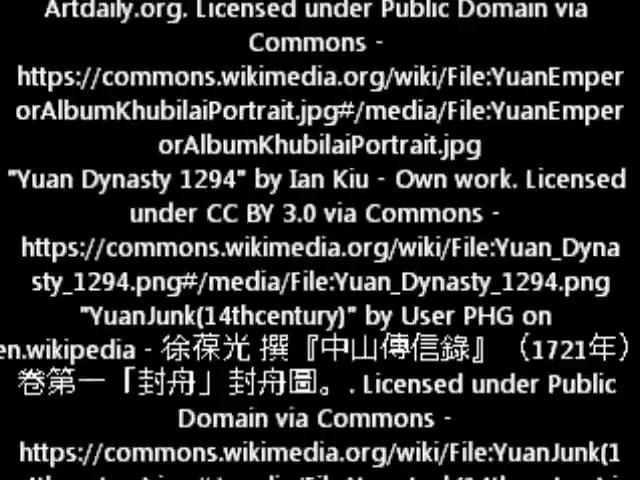 Artdaily.org. Licensed under Public Domain via
Commons -
https://commons.wikimedia.org/wiki/File:YuanEmper
orAlbumKhubilaiPortrait.jpg#/media/File:YuanEmper
orAlbumKhubilaiPortrait.jpg
"Yuan Dynasty 1294" by Ian Kiu - Own work. Licensed
under CC BY 3.0 via Commons -
https://commons.wikimedia.org/wiki/File:Yuan_Dyna
sty_1294.png#/media/File:Yuan_Dynasty_1294.png
"YuanJunk(14thcentury)" by User PHG on
en.wikipedia - 徐葆光 撰『中山傳信錄』（1721年）
卷第一「封舟」封舟圖。. Licensed under Public
Domain via Commons -
https://commons.wikimedia.org/wiki/File:YuanJunk(1